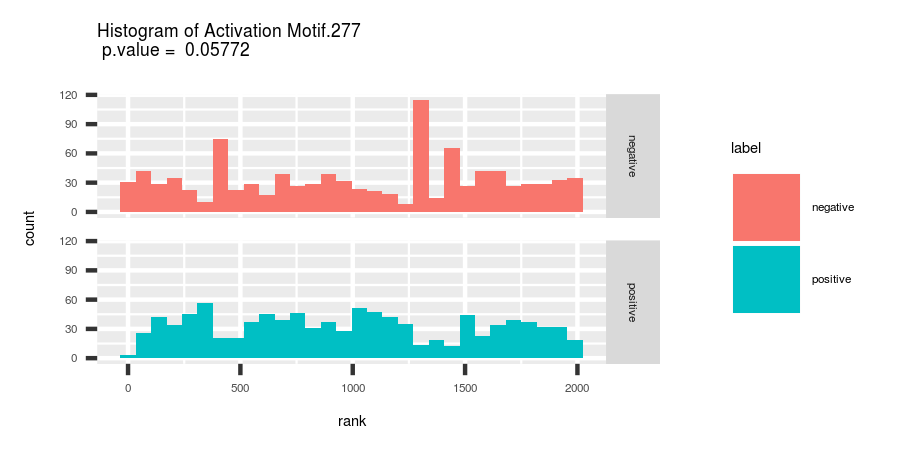 Histogram of Activation Motif.277
p.value = 0.05772
120
90
60
30
0
negative
120
90
60
30
0
positive
0
500
1000
1500
2000
rank
count
label
negative
positive